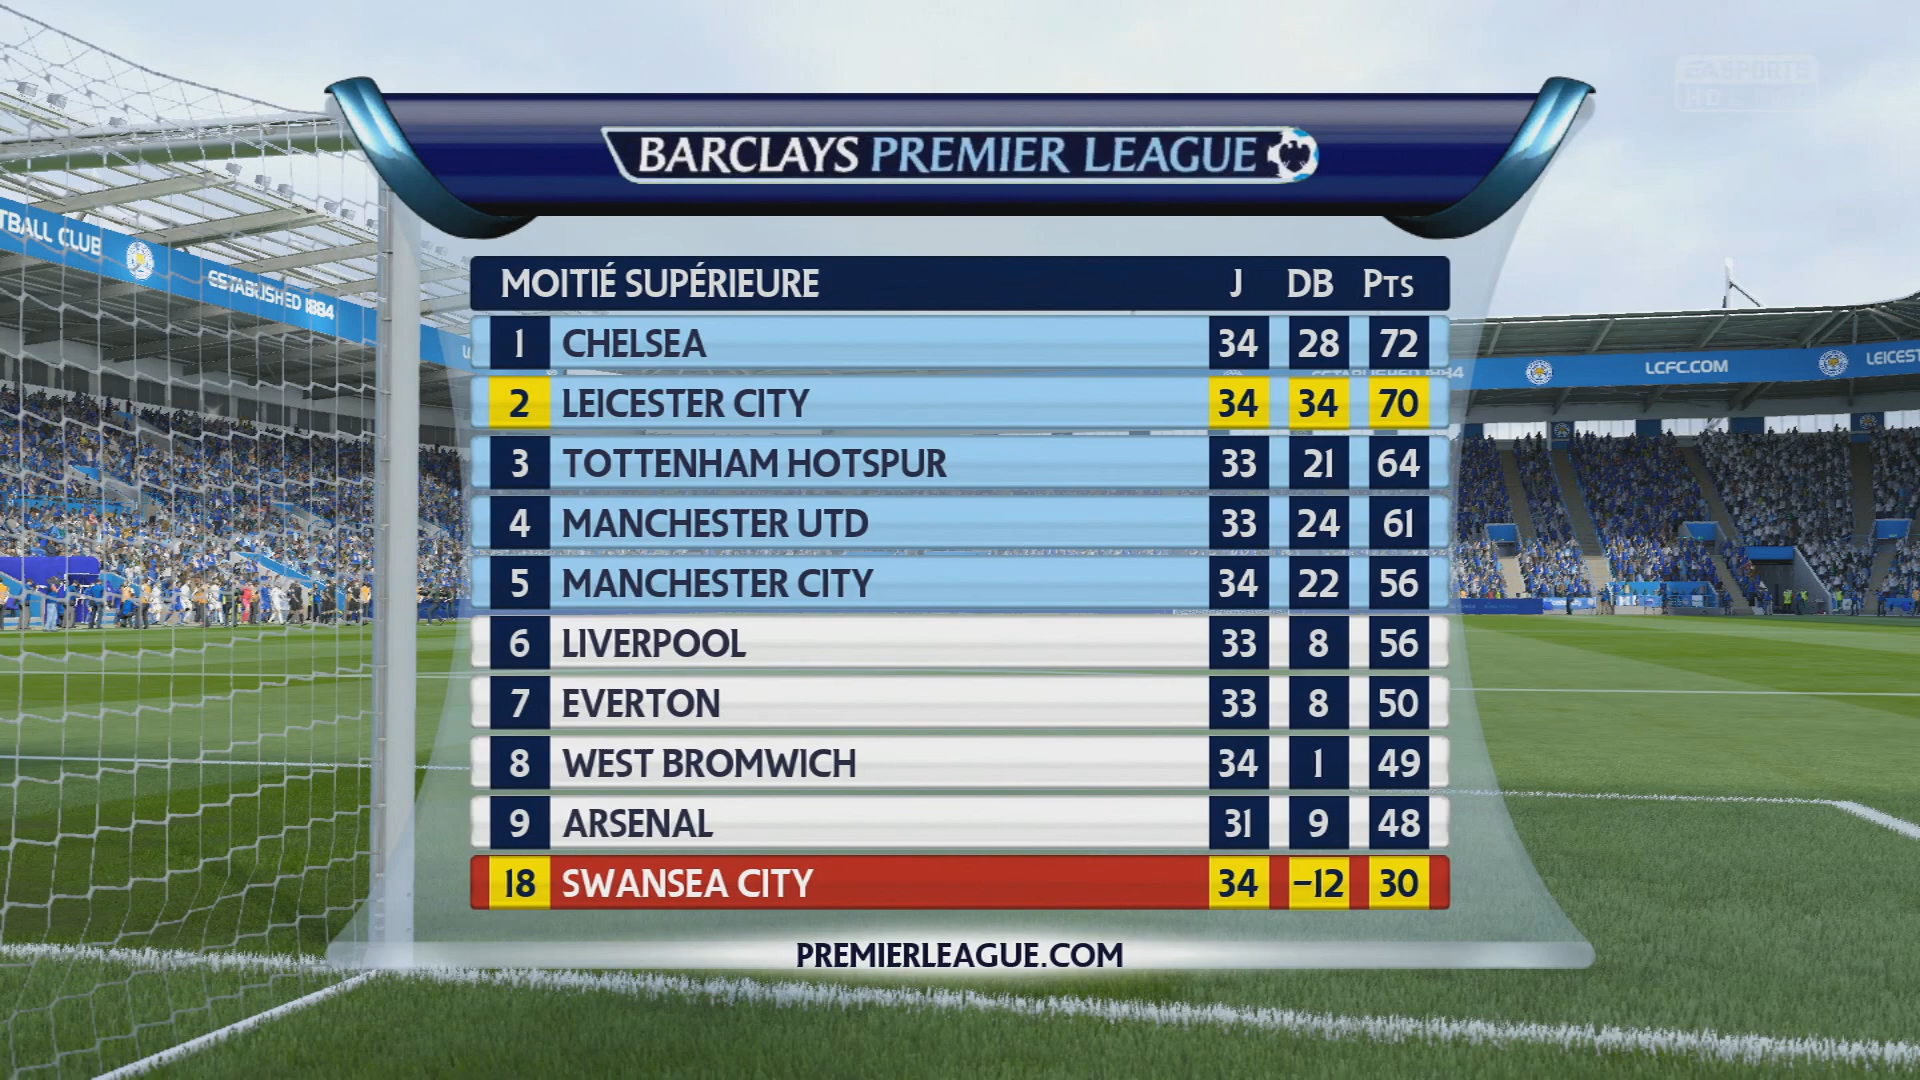 EA SPORTS
BARCLAYS PREMIER LEAGUE
TBALL CLUB
ESTABLISHED 1884
MOITIÉ SUPÉRIEURE J DB PTS
1 CHELSEA 34 28 72
2 LEICESTER CITY 34 34 70
3 TOTTENHAM HOTSPUR 33 21 64
4 MANCHESTER UTD 33 24 61
5 MANCHESTER CITY 34 22 56
6 LIVERPOOL 33 8 56
7 EVERTON 33 8 50
8 WEST BROMWICH 34 1 49
9 ARSENAL 31 9 48
18 SWANSEA CITY 34 -12 30
LCFC.COM
LEICEST
PREMIERLEAGUE.COM